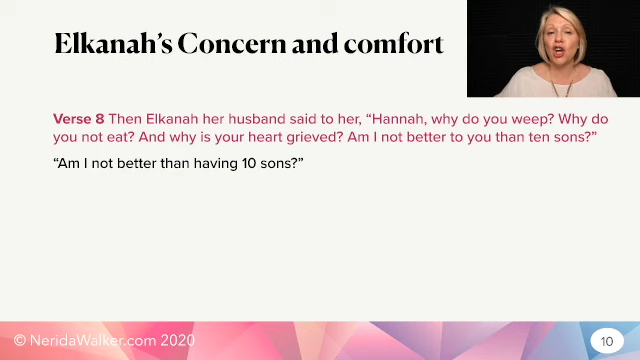 Elkanah's Concern and comfort
Verse 8 Then Elkanah her husband said to her, "Hannah, why do you weep? Why do
you not eat? And why is your heart grieved? Am I not better to you than ten sons?"
"Am I not better than having 10 sons?"
© NeridaWalker.com 2020
10